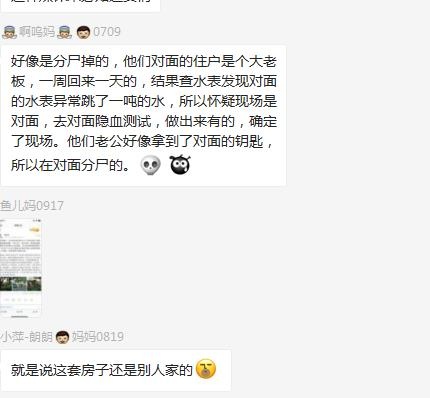 啊呜妈 0709
好像是分尸掉的，他们对面的住户是个大老
板，一周回来一天的，结果查水表发现对面
的水表异常跳了一吨的水，所以怀疑现场是
对面，去对面隐血测试，做出来有的，确定
了现场。他们老公好像拿到了对面的钥匙，
所以在对面分尸的。
鱼儿妈0917
小萍-朗朗 妈妈0819
就是说这套房子还是别人家的